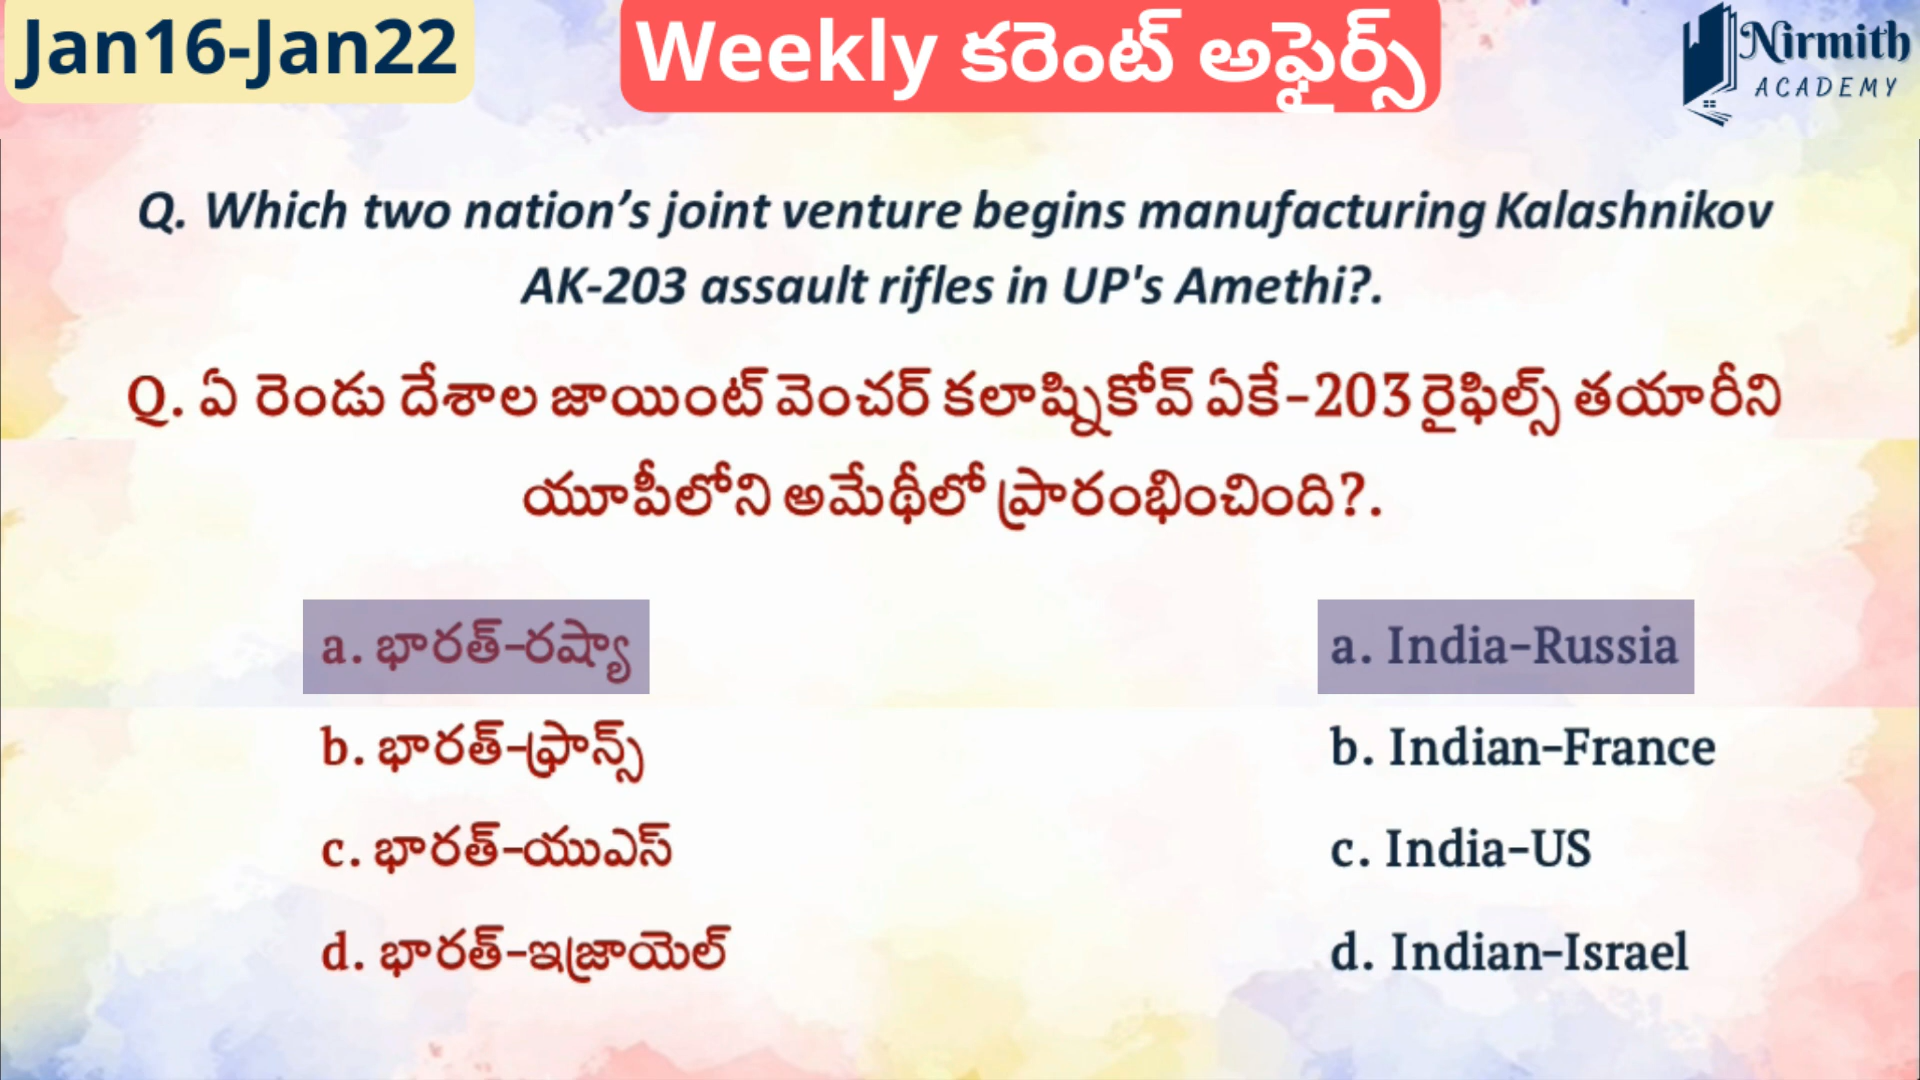 Jan16-Jan22
Weekly కరెంట్ అఫైర్స్
Nirmith
ACADEMY
Q. Which two nation’s joint venture begins manufacturing Kalashnikov
AK-203 assault rifles in UP's Amethi?.
Q. ఏ రెండు దేశాల జాయింట్ వెంచర్ కలాష్నికోవ్ ఏకే-203 రైఫిల్స్ తయారీని
యూపీలోని అమేథీలో ప్రారంభించింది?.
a. భారత్-రష్యా
b. భారత్-ఫ్రాన్స్
c. భారత్-యుఎస్
d. భారత్-ఇజ్రాయెల్
a. India-Russia
b. Indian-France
c. India-US
d. Indian-Israel